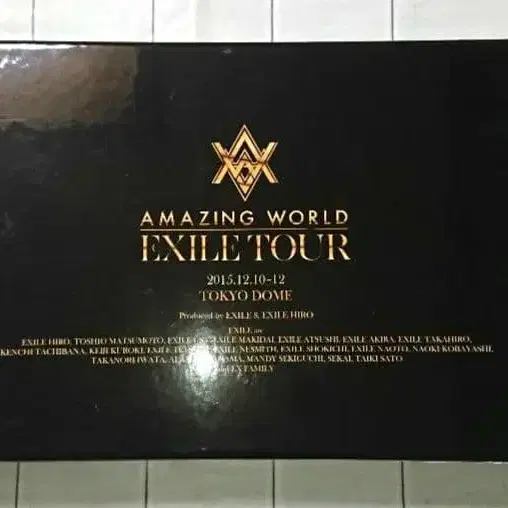 AMAZING WORLD
EXILE TOUR
2015.12.10-12
TOKYO DOME
Produced by EXILE 8, EXILE HIRO
EXILE are
EXILE HIRO, TOSHIO MATSUMOTO, EXILE MAKIDAI, EXILE ATSUSHI, EXILE AKIRA, EXILE TAKAHIRO,
KENCHI TACHIBANA, KEIJI KUROKI, EXILE NESMITH, EXILE SHOKICHI, EXILE NAOTO, NAOKI KOBAYASHI,
TAKANORI IWATA, MANDY SEKIGUCHI, SEKAI, TAIKI SATO
EX FAMILY